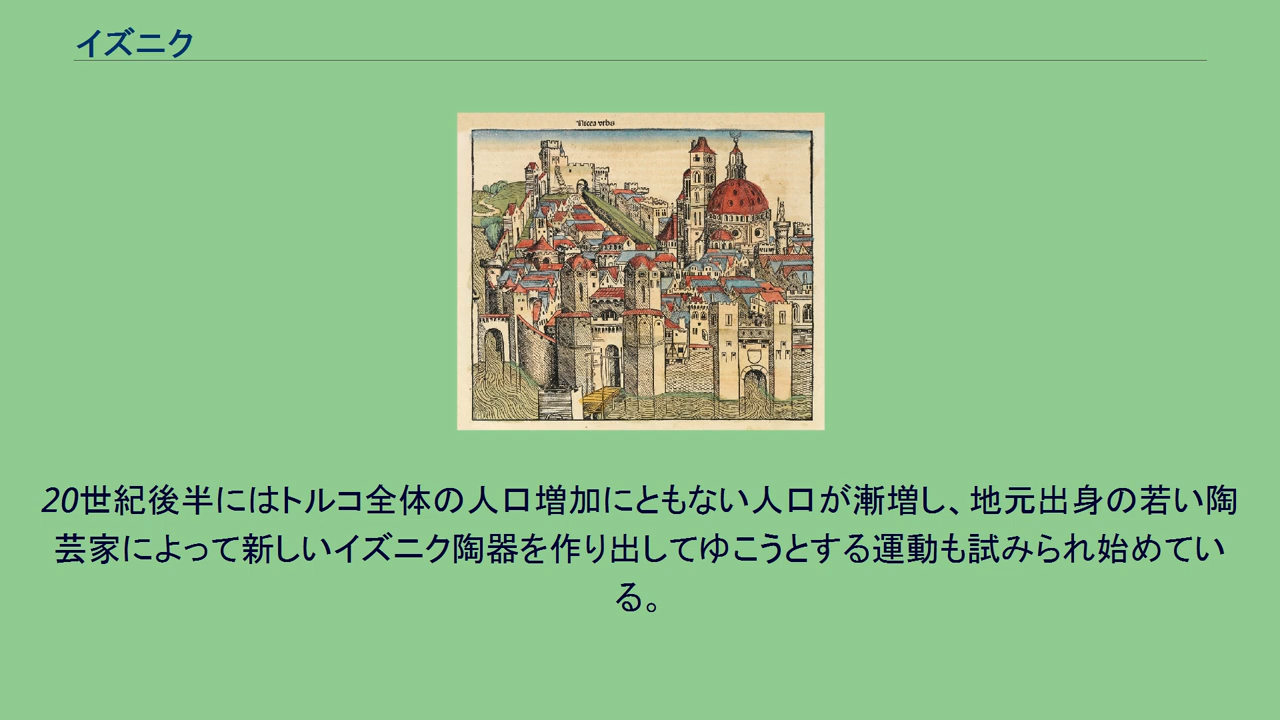 イズニク
Nicea vrbs
20世紀後半にはトルコ全体の人口増加にともない人口が漸増し、地元出身の若い陶
芸家によって新しいイズニク陶器を作り出してゆこうとする運動も試みられ始めてい
る。